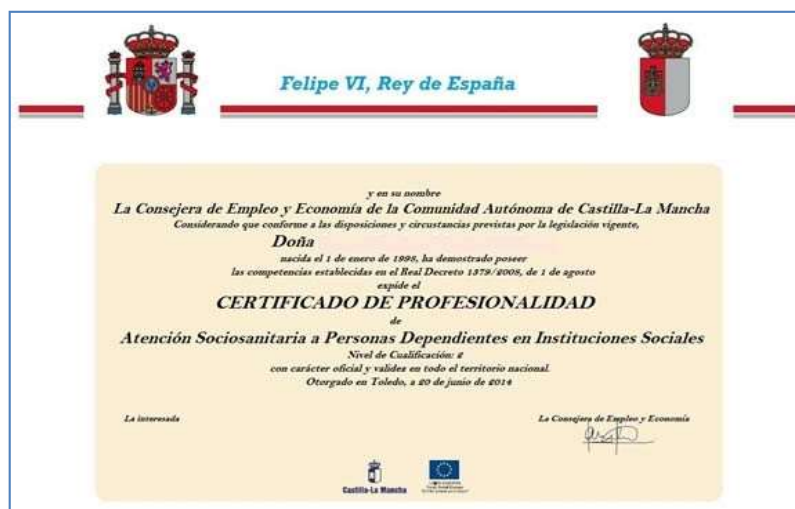 Felipe VI, Rey de España
y en su nombre
La Consejera de Empleo y Economía de la Comunidad Autónoma de Castilla-La Mancha
Considerando que conforme a las disposiciones y circustancias previstas por la legislación vigente,
Doña
nacida el 1 de enero de 1998, ha demostrado poseer
las competencias establecidas en el Real Decreto 1379/2008, de 1 de agosto
expide el
CERTIFICADO DE PROFESIONALIDAD
de
Atención Sociosanitaria a Personas Dependientes en Instituciones Sociales
Nivel de Cualificación: 2
con carácter oficial y validez en todo el territorio nacional.
Otorgado en Toledo, a 20 de junio de 2014
La interesada
La Consejera de Empleo y Economía
Castilla-La Mancha